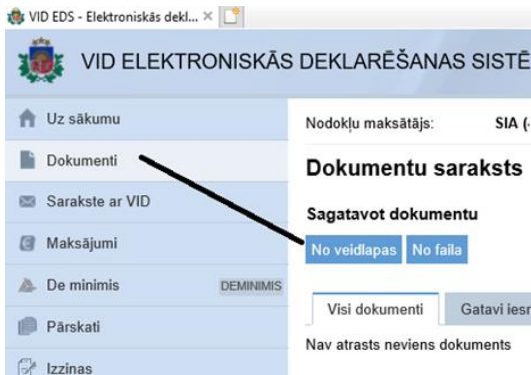 VID EDS - Elektroniskās dekl...
VID ELEKTRONISKĀS DEKLARĒŠANAS SISTĒ
Uz sākumu
Dokumenti
Sarakste ar VID
Maksājumi
De minimis DEMINIMIS
Pārskati
Izziņas
Nodokļu maksātājs: SIA (
Dokumentu saraksts
Sagatavot dokumentu
No veidlapas No faila
Visi dokumenti Gatavi iesn
Nav atrasts neviens dokuments